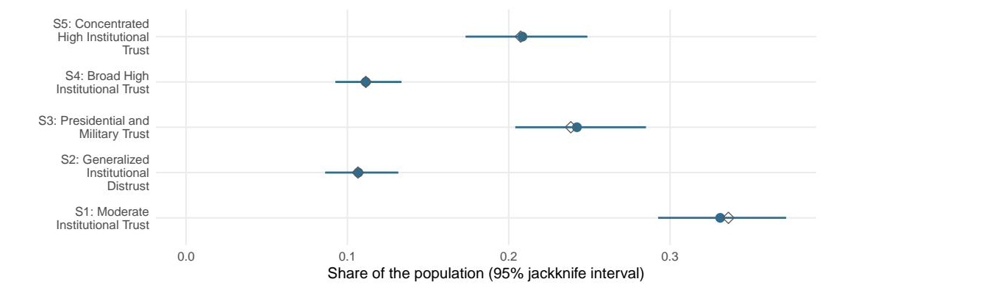 S5: Concentrated
High Institutional
Trust
S4: Broad High
Institutional Trust
S3: Presidential and
Military Trust
S2: Generalized
Institutional
Distrust
S1: Moderate
Institutional Trust
0.0 0.1 0.2 0.3
Share of the population (95% jackknife interval)